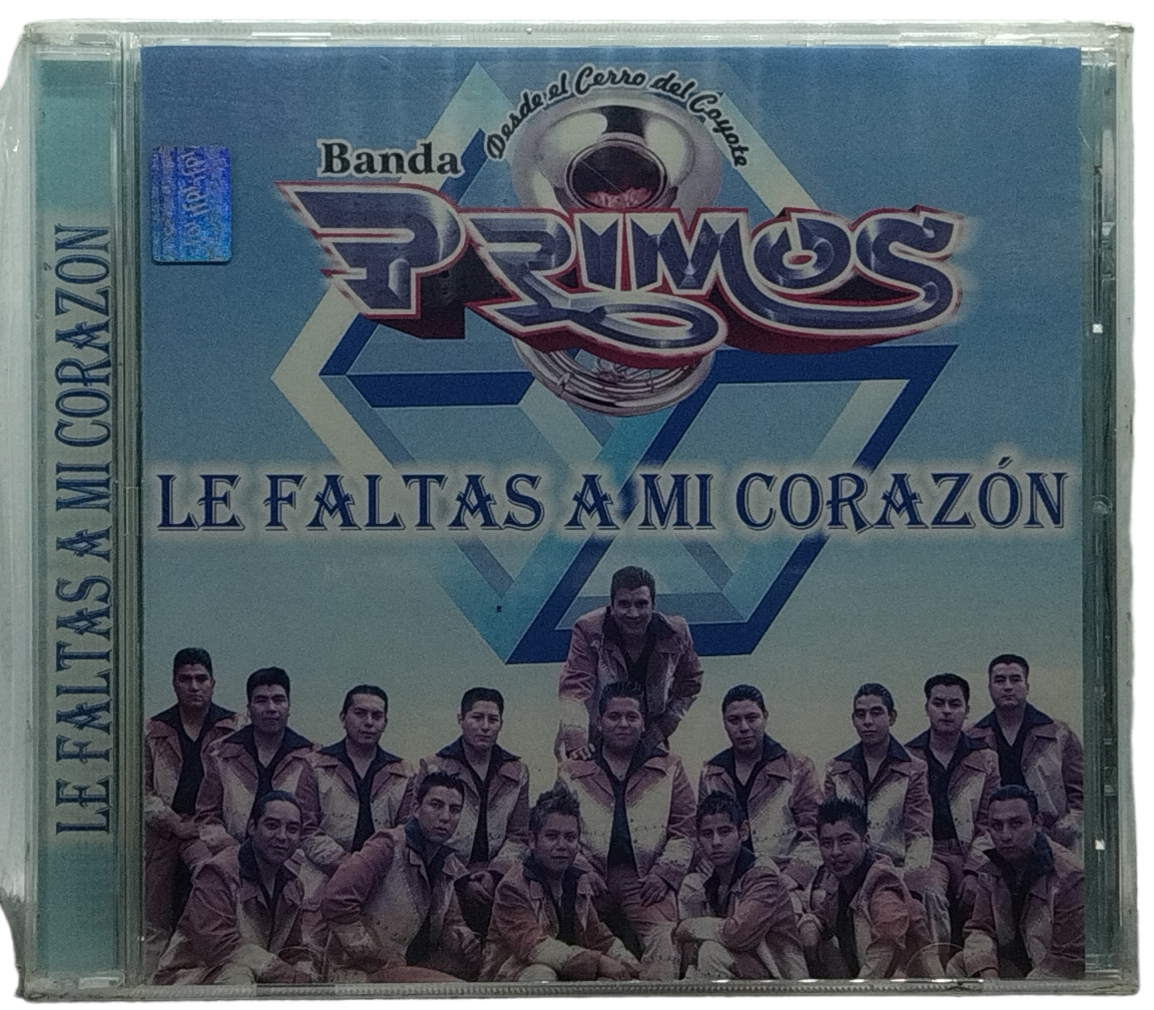 Desde el Cerro del Coyote
Banda
PRIMOS
LE FALTAS A MI CORAZÓN
LE FALTAS A MI CORAZÓN